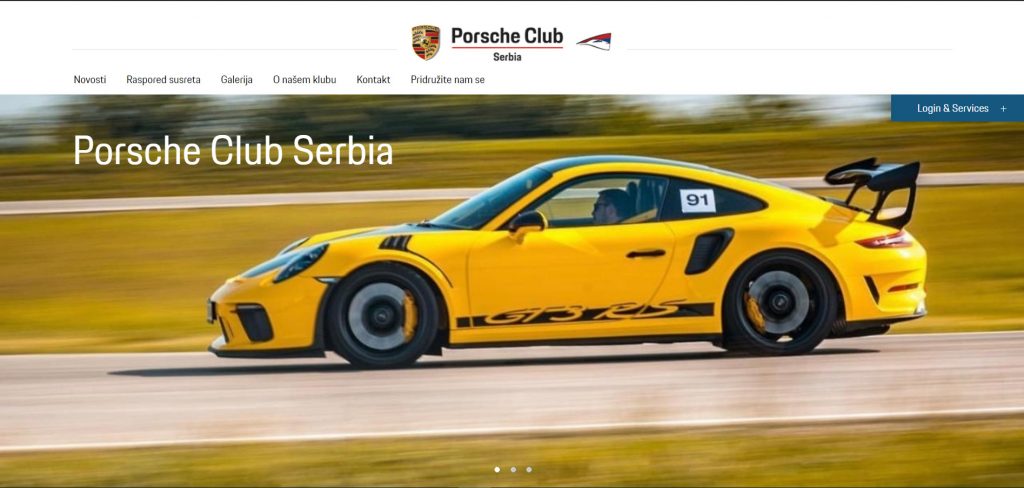 Porsche Club
Serbia
Novosti Raspored susreta Galerija O našem klubu Kontakt Pridružite nam se
Login & Services +
Porsche Club Serbia
91
GT3 RS